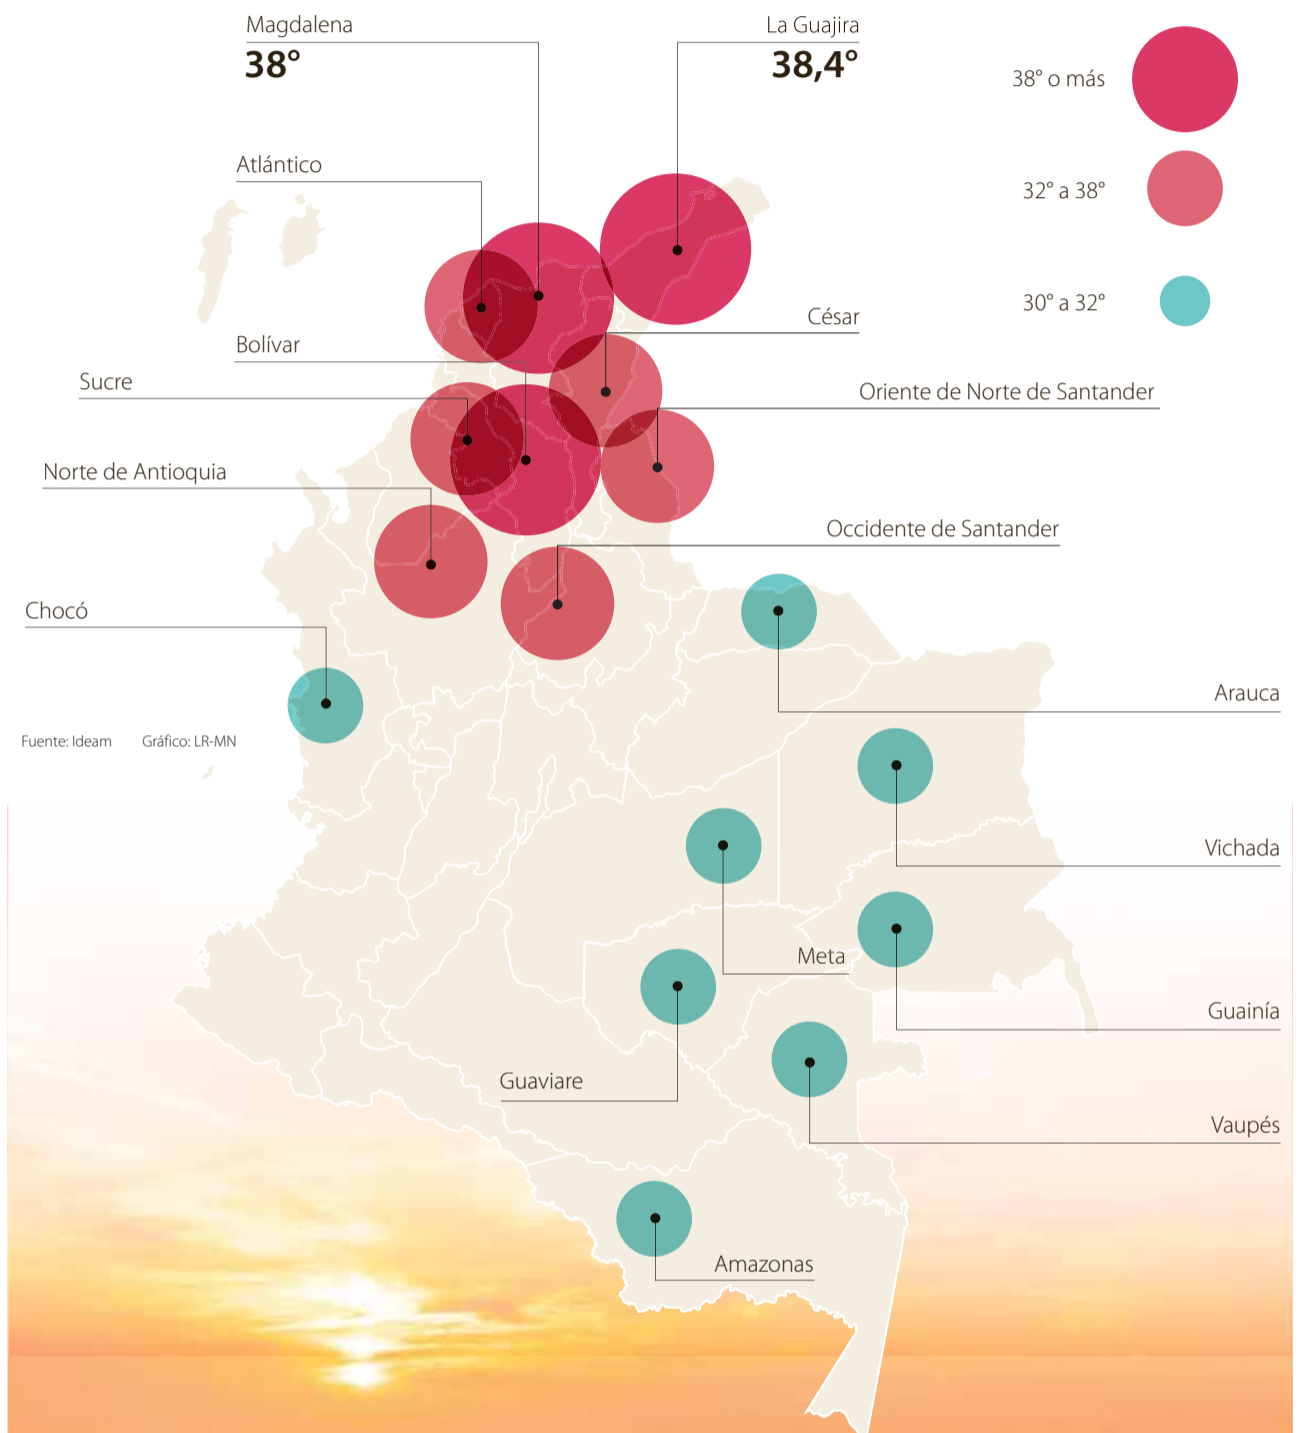 Magdalena
38°
La Guajira
38,4°
38° o más
32° a 38°
30° a 32°
Atlántico
César
Bolívar
Sucre
Oriente de Norte de Santander
Norte de Antioquia
Occidente de Santander
Chocó
Arauca
Fuente: Ideam Gráfico: LR-MN
Vichada
Meta
Guainía
Guaviare
Vaupés
Amazonas